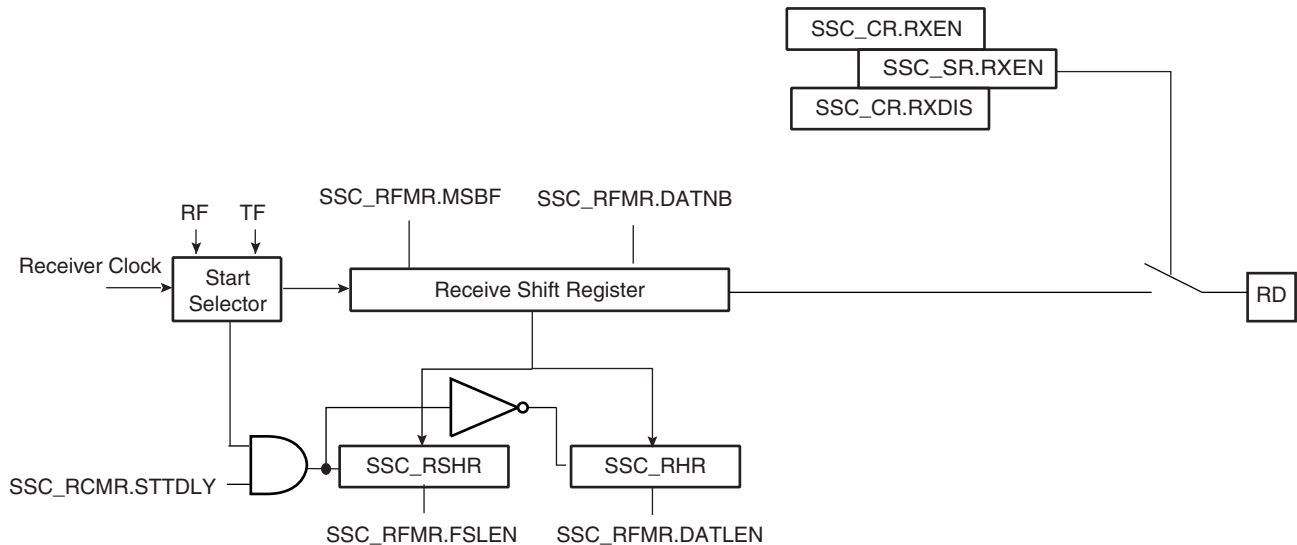 SSC_CR.RXEN
SSC_SR.RXEN
SSC_CR.RXDIS
SSC_RFMR.MSBF
SSC_RFMR.DATNB
RF
TF
Receiver Clock
Start
Selector
Receive Shift Register
RD
SSC_RSHR
SSC_RHR
SSC_RCMR.STTDLY
SSC_RFMR.FSLEN
SSC_RFMR.DATLEN